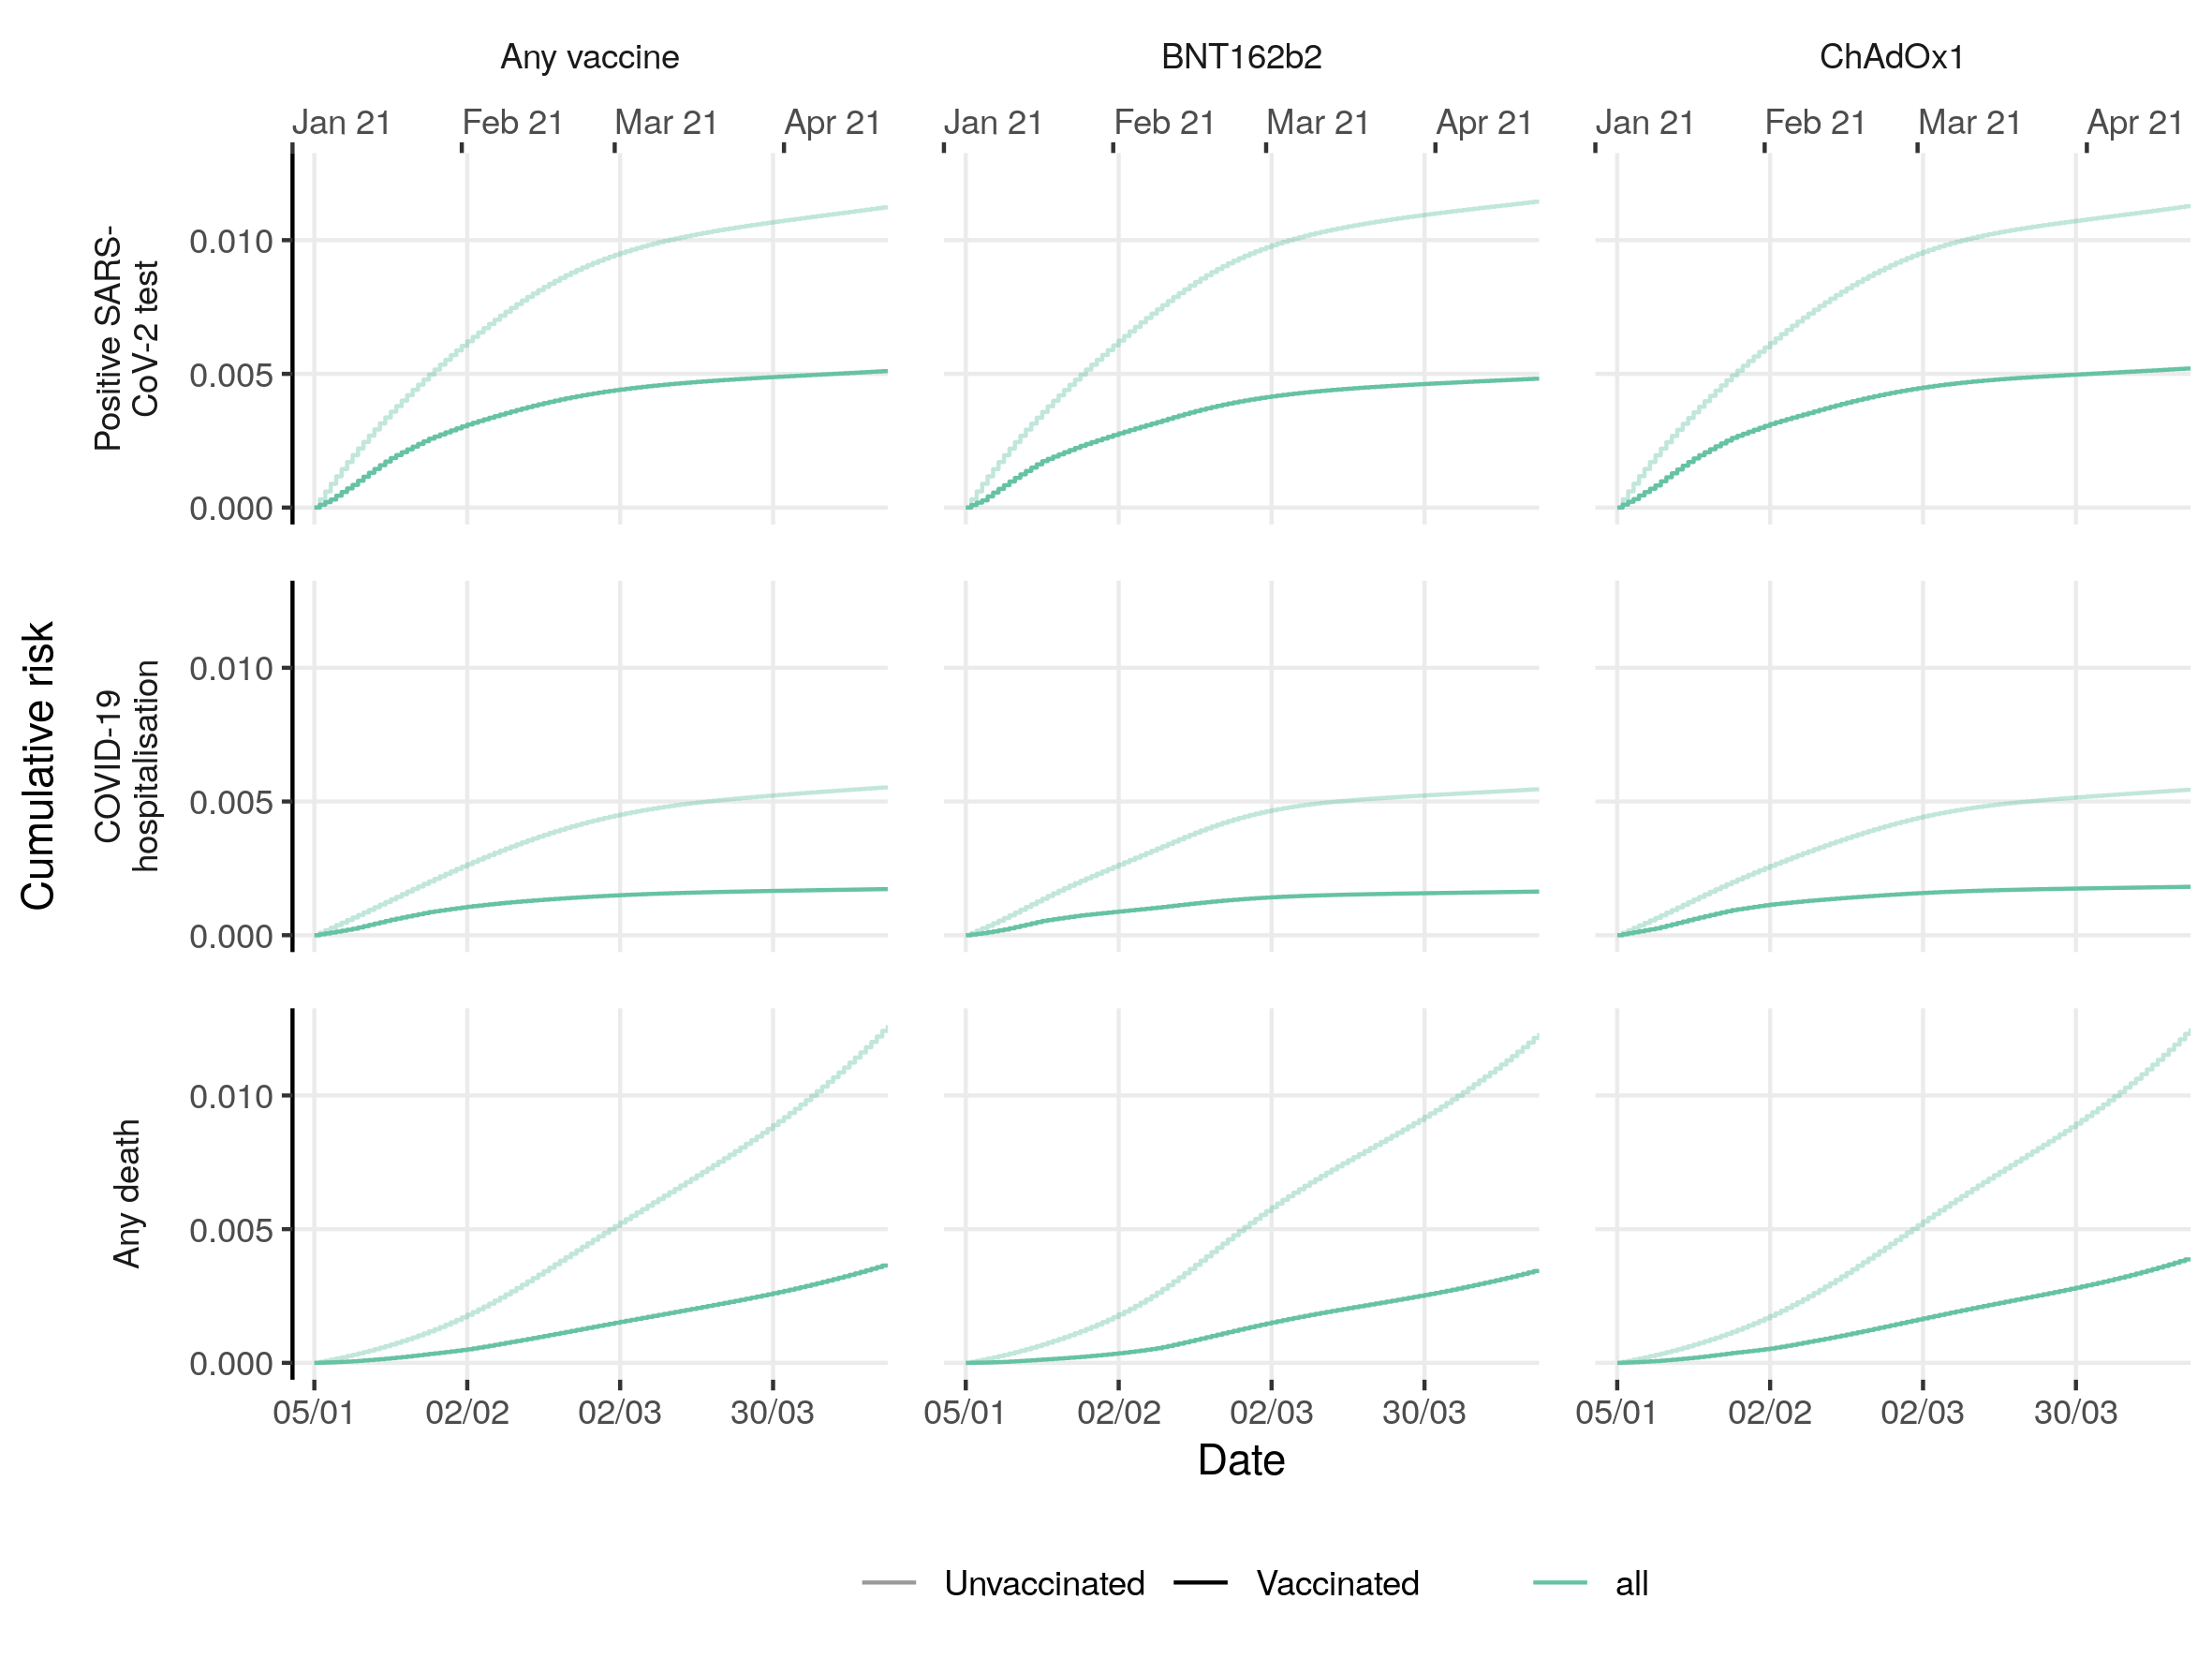 Any vaccine BNT162b2 ChAdOx1
Jan 21 Feb 21 Mar 21 Apr 21 Jan 21 Feb 21 Mar 21 Apr 21 Jan 21 Feb 21 Mar 21 Apr 21
Cumulative risk
Positive SARS-
CoV-2 test
0.010
0.005
0.000
COVID-19
hospitalisation
0.010
0.005
0.000
Any death
0.010
0.005
0.000
05/01 02/02 02/03 30/03 05/01 02/02 02/03 30/03 05/01 02/02 02/03 30/03
Date
Unvaccinated Vaccinated all